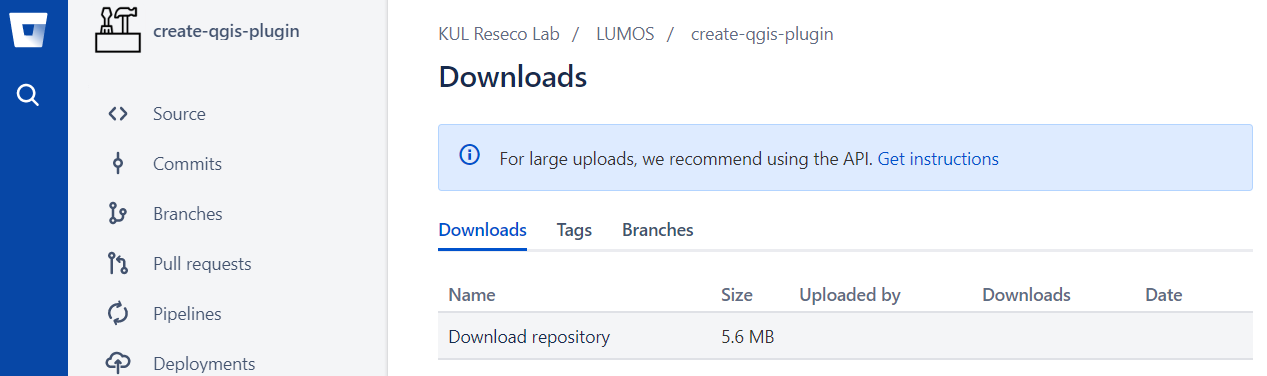 create-qgis-plugin
Source
Commits
Branches
Pull requests
Pipelines
Deployments
KUL Reseco Lab / LUMOS / create-qgis-plugin
Downloads
For large uploads, we recommend using the API. Get instructions
Downloads Tags Branches
Name Size Uploaded by Downloads Date
Download repository 5.6 MB